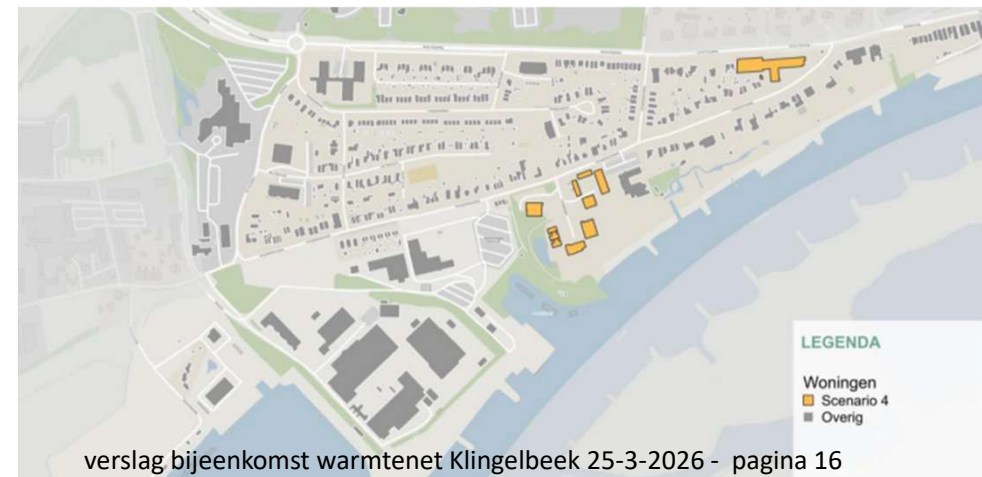 LEGENDA
Woningen
Scenario 4
Overig
verslag bijeenkomst warmtenet Klingelbeek 25-3-2026 - pagina 16